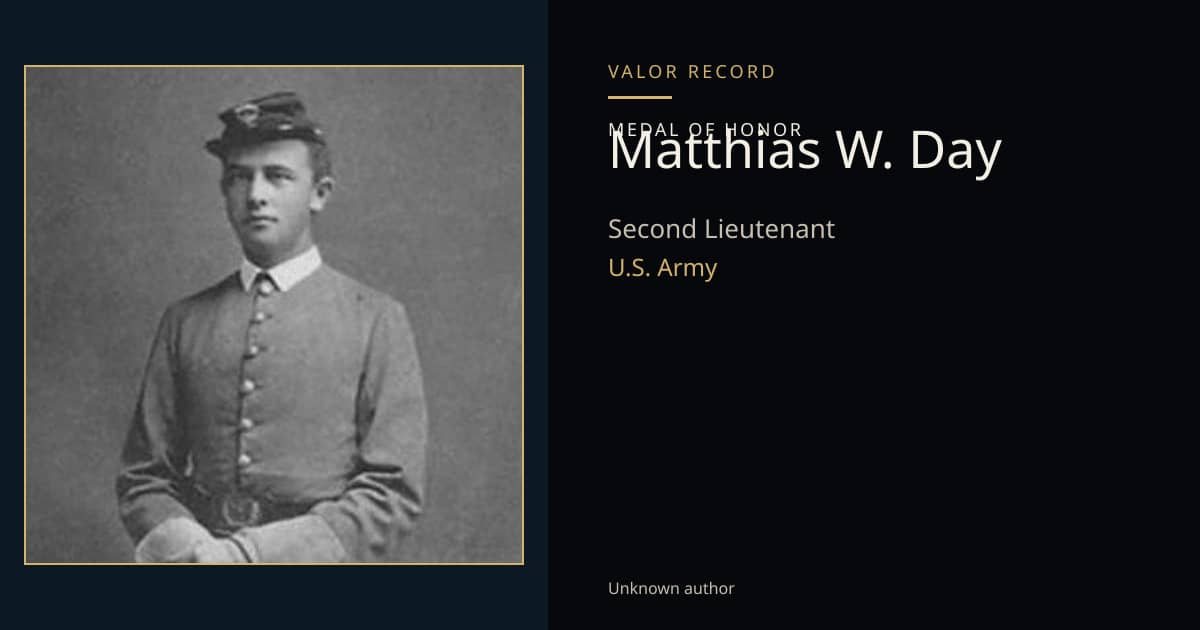 VALOR RECORD
MEDAL OF HONOR
Matthias W. Day
Second Lieutenant
U.S. Army
Unknown author